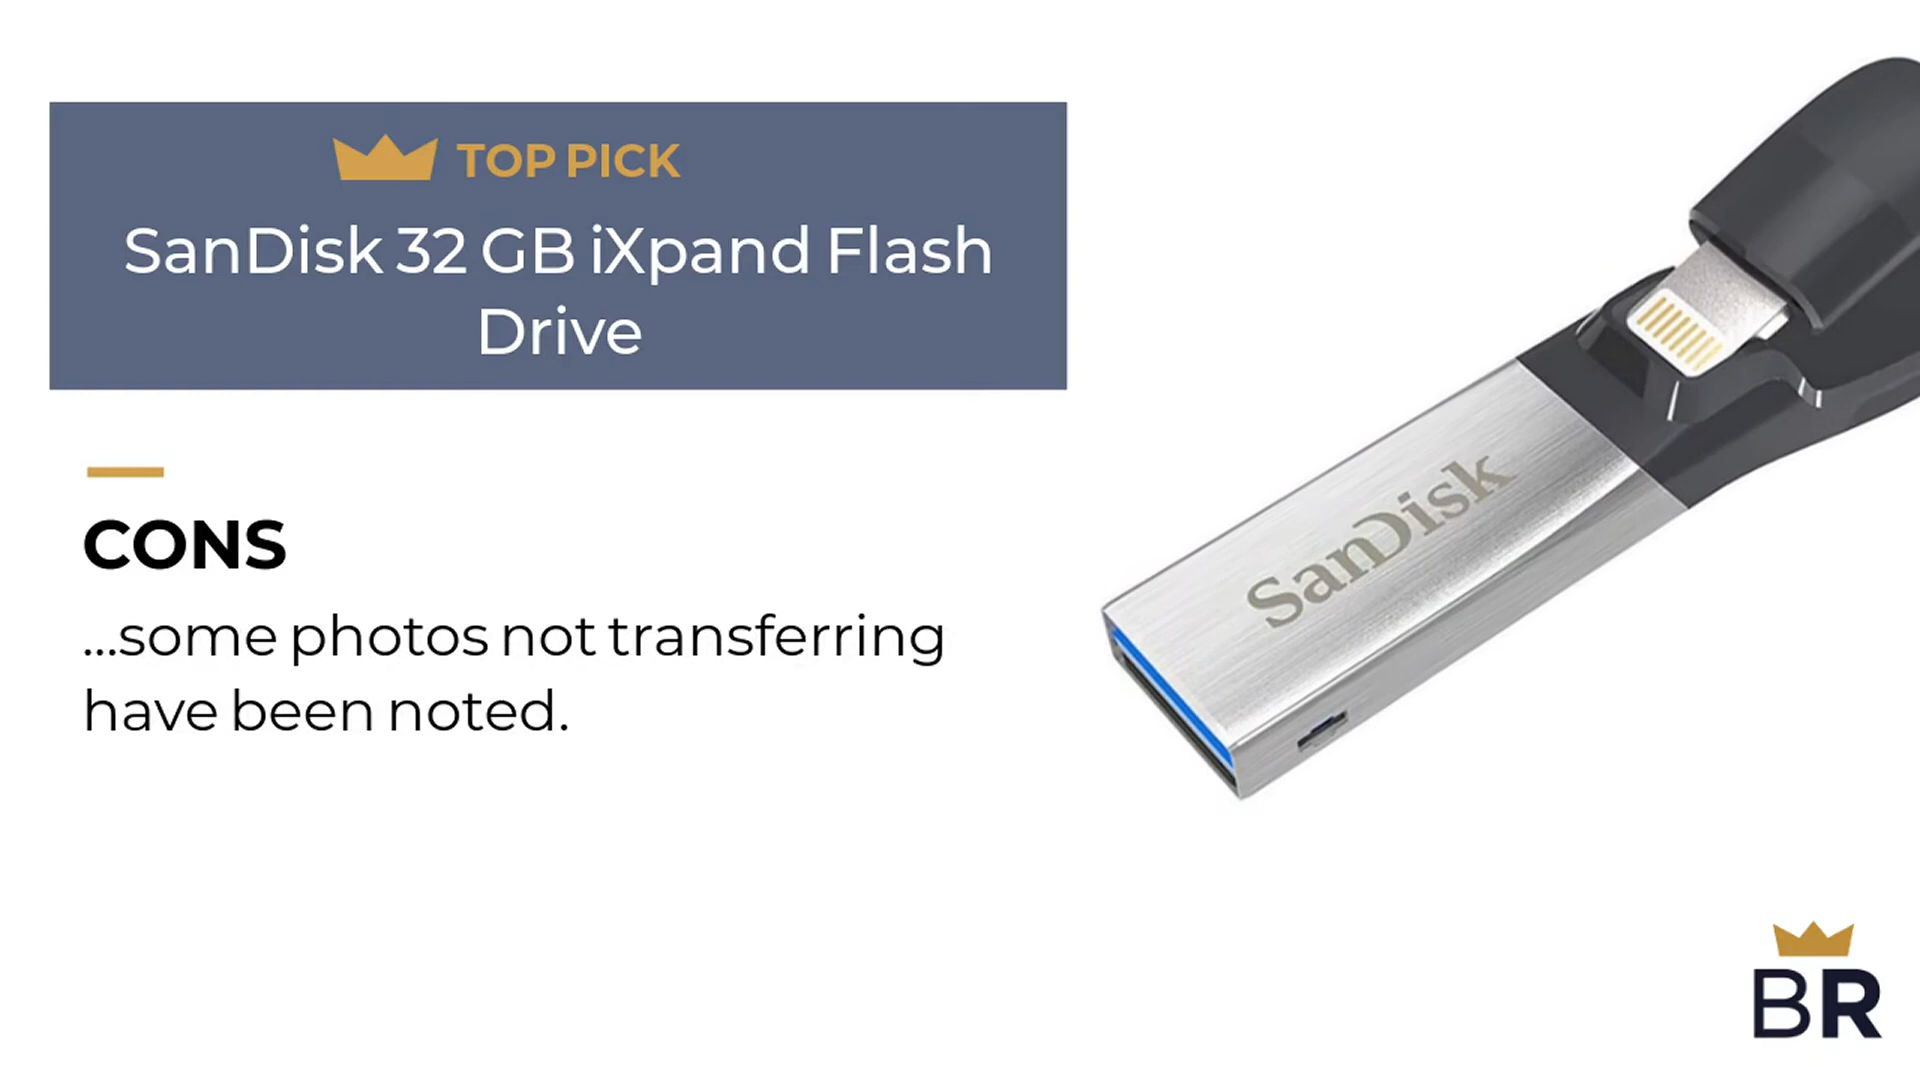 TOP PICK
SanDisk 32 GB iXpand Flash
Drive
CONS
...some photos not transferring
have been noted.
SanDisk
BR